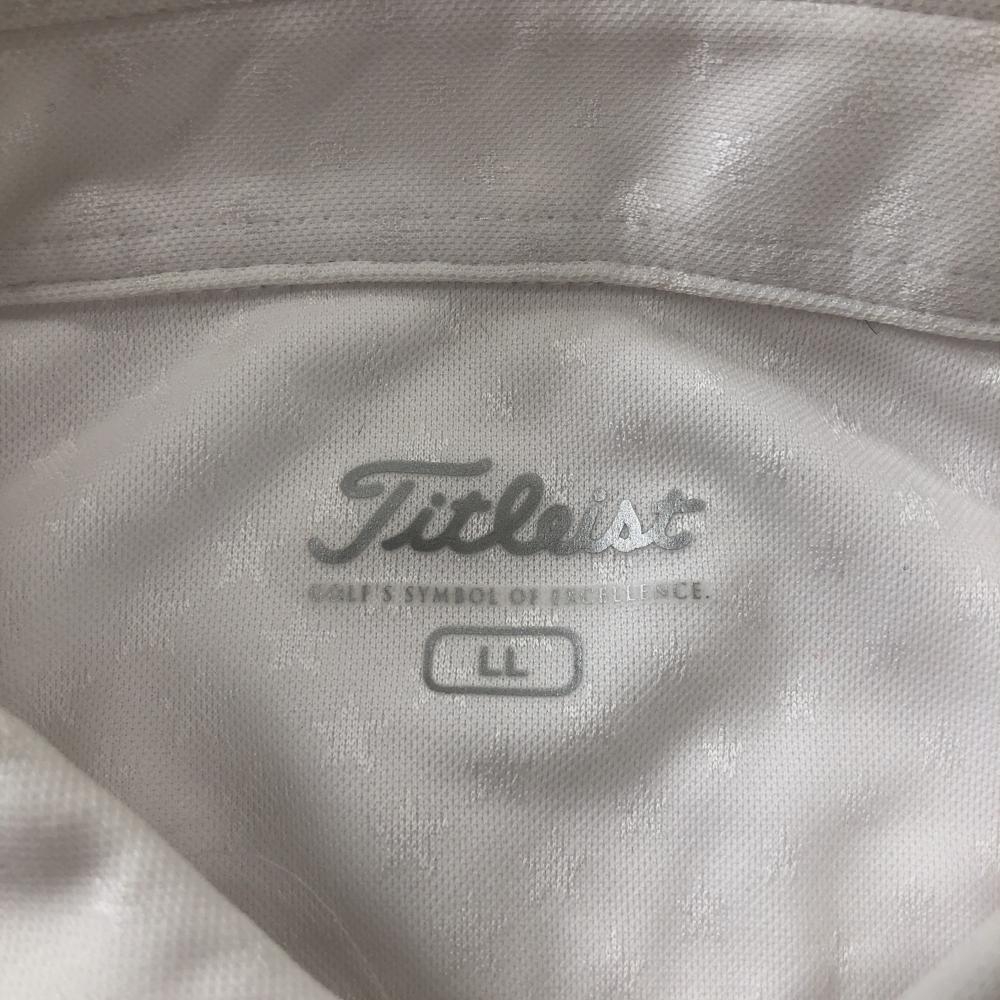 Titleist
GOLF'S SYMBOL OF EXCELLENCE.
LL